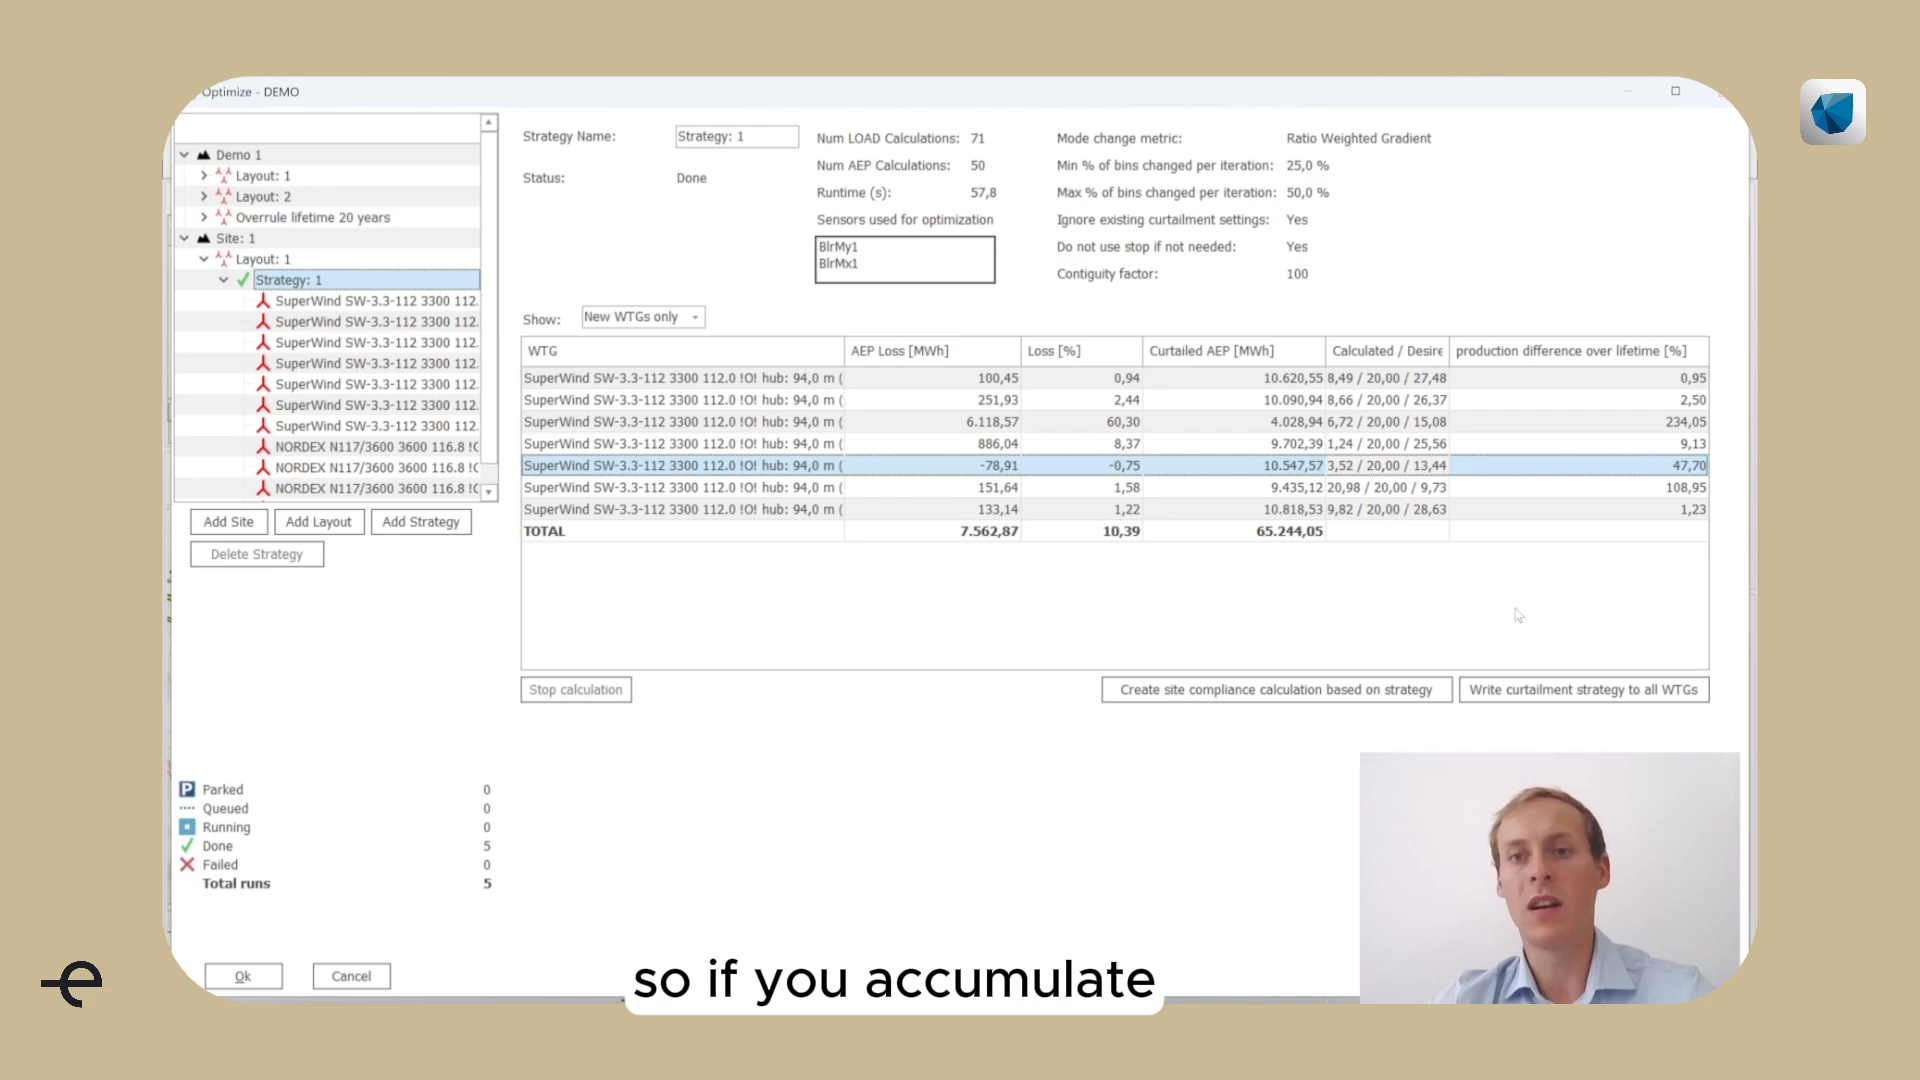 Optimize - DEMO
Demo 1
Layout: 1
Layout: 2
Overrule lifetime 20 years
Site: 1
Layout: 1
Strategy: 1
SuperWind SW-3.3-112 3300 112.
SuperWind SW-3.3-112 3300 112.
SuperWind SW-3.3-112 3300 112.
SuperWind SW-3.3-112 3300 112.
SuperWind SW-3.3-112 3300 112.
SuperWind SW-3.3-112 3300 112.
SuperWind SW-3.3-112 3300 112.
NORDEX N117/3600 3600 116.8 !O
NORDEX N117/3600 3600 116.8 !O
NORDEX N117/3600 3600 116.8 !O
Add Site Add Layout Add Strategy
Delete Strategy
Parked 0
Queued 0
Running 0
Done 5
Failed 0
Total runs 5
Ok Cancel
Strategy Name: Strategy: 1
Status: Done
Num LOAD Calculations: 71
Num AEP Calculations: 50
Runtime (s): 57,8
Sensors used for optimization
BlrMy1
BlrMx1
Mode change metric: Ratio Weighted Gradient
Min % of bins changed per iteration: 25,0 %
Max % of bins changed per iteration: 50,0 %
Ignore existing curtailment settings: Yes
Do not use stop if not needed: Yes
Contiguity factor: 100
Show: New WTGs only
WTG AEP Loss [MWh] Loss [%] Curtailed AEP [MWh] Calculated / Desire production difference over lifetime [%]
SuperWind SW-3.3-112 3300 112.0 !O! hub: 94,0 m ( 100,45 0,94 10.620,55 8,49 / 20,00 / 27,48 0,95
SuperWind SW-3.3-112 3300 112.0 !O! hub: 94,0 m ( 251,93 2,44 10.090,94 8,66 / 20,00 / 26,37 2,50
SuperWind SW-3.3-112 3300 112.0 !O! hub: 94,0 m ( 6.118,57 60,30 4.028,94 6,72 / 20,00 / 15,08 234,05
SuperWind SW-3.3-112 3300 112.0 !O! hub: 94,0 m ( 886,04 8,37 9.702,39 1,24 / 20,00 / 25,56 9,13
SuperWind SW-3.3-112 3300 112.0 !O! hub: 94,0 m ( -78,91 -0,75 10.547,57 3,52 / 20,00 / 13,44 47,70
SuperWind SW-3.3-112 3300 112.0 !O! hub: 94,0 m ( 151,64 1,58 9.435,12 20,98 / 20,00 / 9,73 108,95
SuperWind SW-3.3-112 3300 112.0 !O! hub: 94,0 m ( 133,14 1,22 10.818,53 9,82 / 20,00 / 28,63 1,23
TOTAL 7.562,87 10,39 65.244,05
Stop calculation Create site compliance calculation based on strategy Write curtailment strategy to all WTGs
so if you accumulate